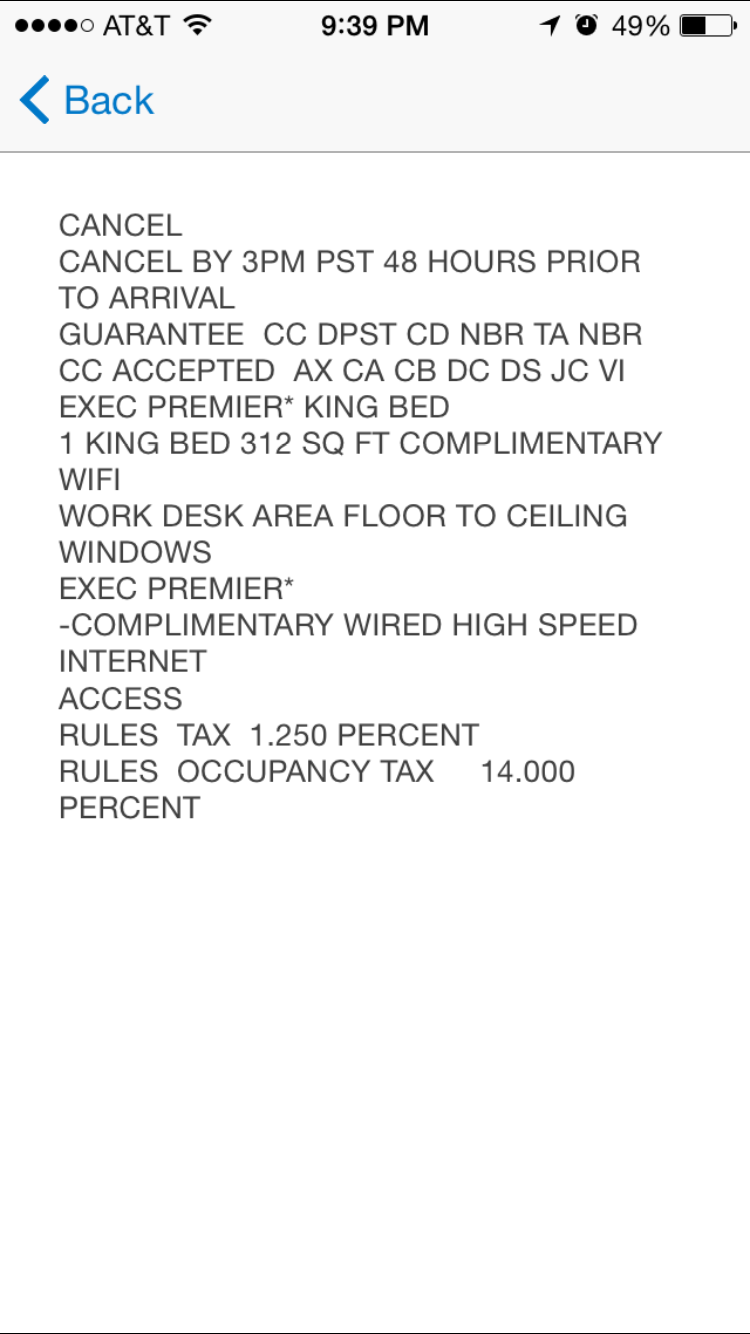 AT&T 9:39 PM 49%
Back
CANCEL
CANCEL BY 3PM PST 48 HOURS PRIOR
TO ARRIVAL
GUARANTEE  CC DPST CD NBR TA NBR
CC ACCEPTED  AX CA CB DC DS JC VI
EXEC PREMIER* KING BED
1 KING BED 312 SQ FT COMPLIMENTARY
WIFI
WORK DESK AREA FLOOR TO CEILING
WINDOWS
EXEC PREMIER*
-COMPLIMENTARY WIRED HIGH SPEED
INTERNET
ACCESS
RULES  TAX  1.250 PERCENT
RULES  OCCUPANCY TAX     14.000
PERCENT